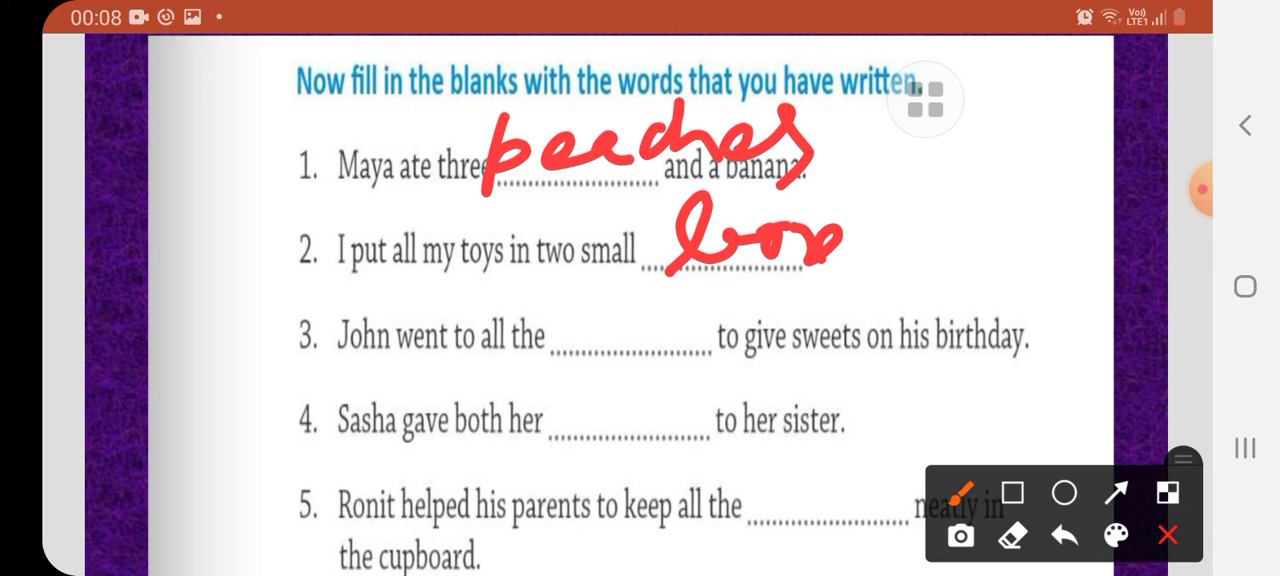 00:08 Vo) LTE1
Now fill in the blanks with the words that you have written.
1. Maya ate three peaches and a banana.
2. I put all my toys in two small box
3. John went to all the ........................ to give sweets on his birthday.
4. Sasha gave both her ........................ to her sister.
5. Ronit helped his parents to keep all the ........................ neatly in
the cupboard.